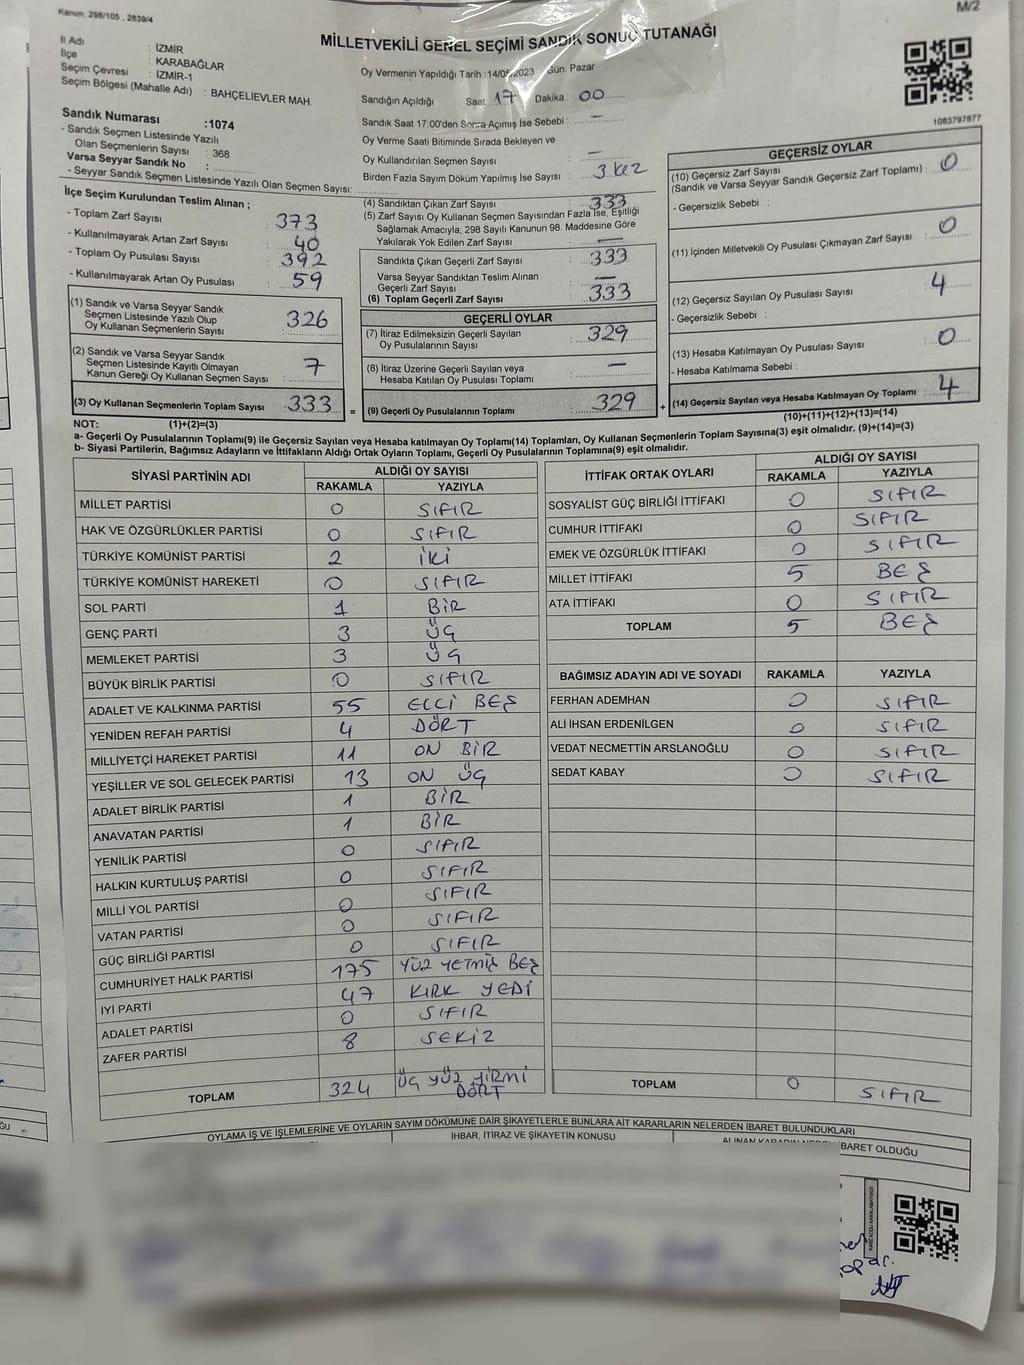 Kanun: 298/105 , 2839/4
M/2
MİLLETVEKİLİ GENEL SEÇİMİ SANDIK SONUÇ TUTANAĞI
İl Adı : İZMİR
İlçe : KARABAĞLAR
Seçim Çevresi : İZMİR-1
Seçim Bölgesi (Mahalle Adı) : BAHÇELİEVLER MAH.
Oy Vermenin Yapıldığı Tarih :14/05/2023 Gün: Pazar
Sandığın Açıldığı Saat : 17 Dakika : 00
Sandık Saat 17:00'den Sonra Açımış İse Sebebi : —
Oy Verme Saati Bitiminde Sırada Bekleyen ve
Oy Kullandırılan Seçmen Sayısı : —
Birden Fazla Sayım Döküm Yapılmış İse Sayısı : 3 kez
1083797877
Sandık Numarası :1074
- Sandık Seçmen Listesinde Yazılı
Olan Seçmenlerin Sayısı : 368
Varsa Seyyar Sandık No :
- Seyyar Sandık Seçmen Listesinde Yazılı Olan Seçmen Sayısı:
İlçe Seçim Kurulundan Teslim Alınan ;
- Toplam Zarf Sayısı : 373
- Kullanılmayarak Artan Zarf Sayısı : 40
- Toplam Oy Pusulası Sayısı : 392
- Kullanılmayarak Artan Oy Pusulası : 59
(1) Sandık ve Varsa Seyyar Sandık
Seçmen Listesinde Yazılı Olup
Oy Kullanan Seçmenlerin Sayısı : 326
(2) Sandık ve Varsa Seyyar Sandık
Seçmen Listesinde Kayıtlı Olmayan
Kanun Gereği Oy Kullanan Seçmen Sayısı : 7
(3) Oy Kullanan Seçmenlerin Toplam Sayısı : 333
(4) Sandıktan Çıkan Zarf Sayısı : 333
(5) Zarf Sayısı Oy Kullanan Seçmen Sayısından Fazla İse, Eşitliği
Sağlamak Amacıyla, 298 Sayılı Kanunun 98. Maddesine Göre
Yakılarak Yok Edilen Zarf Sayısı : —
Sandıkta Çıkan Geçerli Zarf Sayısı : 333
Varsa Seyyar Sandıktan Teslim Alınan
Geçerli Zarf Sayısı : —
(6) Toplam Geçerli Zarf Sayısı : 333
GEÇERLİ OYLAR
(7) İtiraz Edilmeksizin Geçerli Sayılan
Oy Pusulalarının Sayısı : 329
(8) İtiraz Üzerine Geçerli Sayılan veya
Hesaba Katılan Oy Pusulası Toplamı : —
= (9) Geçerli Oy Pusulalarının Toplamı : 329
GEÇERSİZ OYLAR
(10) Geçersiz Zarf Sayısı
(Sandık ve Varsa Seyyar Sandık Geçersiz Zarf Toplamı) : 0
- Geçersizlik Sebebi :
(11) İçinden Milletvekili Oy Pusulası Çıkmayan Zarf Sayısı : 0
(12) Geçersiz Sayılan Oy Pusulası Sayısı : 4
- Geçersizlik Sebebi :
(13) Hesaba Katılmayan Oy Pusulası Sayısı : 0
- Hesaba Katılmama Sebebi :
+ (14) Geçersiz Sayılan veya Hesaba Katılmayan Oy Toplamı : 4
NOT: (1)+(2)=(3)
(10)+(11)+(12)+(13)=(14)
a- Geçerli Oy Pusulalarının Toplamı(9) ile Geçersiz Sayılan veya Hesaba katılmayan Oy Toplamı(14) Toplamları, Oy Kullanan Seçmenlerin Toplam Sayısına(3) eşit olmalıdır. (9)+(14)=(3)
b- Siyasi Partilerin, Bağımsız Adayların ve İttifakların Aldığı Ortak Oyların Toplamı, Geçerli Oy Pusulalarının Toplamına(9) eşit olmalıdır.
SİYASİ PARTİNİN ADI ALDIĞI OY SAYISI
RAKAMLA YAZIYLA
MİLLET PARTİSİ 0 SIFIR
HAK VE ÖZGÜRLÜKLER PARTİSİ 0 SIFIR
TÜRKİYE KOMÜNİST PARTİSİ 2 İKİ
TÜRKİYE KOMÜNİST HAREKETİ 0 SIFIR
SOL PARTİ 1 BİR
GENÇ PARTİ 3 ÜÇ
MEMLEKET PARTİSİ 3 ÜÇ
BÜYÜK BİRLİK PARTİSİ 0 SIFIR
ADALET VE KALKINMA PARTİSİ 55 ELLİ BEŞ
YENİDEN REFAH PARTİSİ 4 DÖRT
MİLLİYETÇİ HAREKET PARTİSİ 11 ON BİR
YEŞİLLER VE SOL GELECEK PARTİSİ 13 ON ÜÇ
ADALET BİRLİK PARTİSİ 1 BİR
ANAVATAN PARTİSİ 1 BİR
YENİLİK PARTİSİ 0 SIFIR
HALKIN KURTULUŞ PARTİSİ 0 SIFIR
MİLLİ YOL PARTİSİ 0 SIFIR
VATAN PARTİSİ 0 SIFIR
GÜÇ BİRLİĞİ PARTİSİ 0 SIFIR
CUMHURİYET HALK PARTİSİ 175 YÜZ YETMİŞ BEŞ
İYİ PARTİ 47 KIRK YEDİ
ADALET PARTİSİ 0 SIFIR
ZAFER PARTİSİ 8 SEKİZ
TOPLAM 324 ÜÇ YÜZ YİRMİ DÖRT
İTTİFAK ORTAK OYLARI ALDIĞI OY SAYISI
RAKAMLA YAZIYLA
SOSYALİST GÜÇ BİRLİĞİ İTTİFAKI 0 SIFIR
CUMHUR İTTİFAKI 0 SIFIR
EMEK VE ÖZGÜRLÜK İTTİFAKI 0 SIFIR
MİLLET İTTİFAKI 5 BEŞ
ATA İTTİFAKI 0 SIFIR
TOPLAM 5 BEŞ
BAĞIMSIZ ADAYIN ADI VE SOYADI RAKAMLA YAZIYLA
FERHAN ADEMHAN 0 SIFIR
ALİ İHSAN ERDENİLGEN 0 SIFIR
VEDAT NECMETTİN ARSLANOĞLU 0 SIFIR
SEDAT KABAY 0 SIFIR
TOPLAM 0 SIFIR
OYLAMA İŞ VE İŞLEMLERİNE VE OYLARIN SAYIM DÖKÜMÜNE DAİR ŞİKAYETLERLE BUNLARA AİT KARARLARIN NELERDEN İBARET BULUNDUKLARI
İHBAR, İTİRAZ VE ŞİKAYETİN KONUSU
BARET OLDUĞU